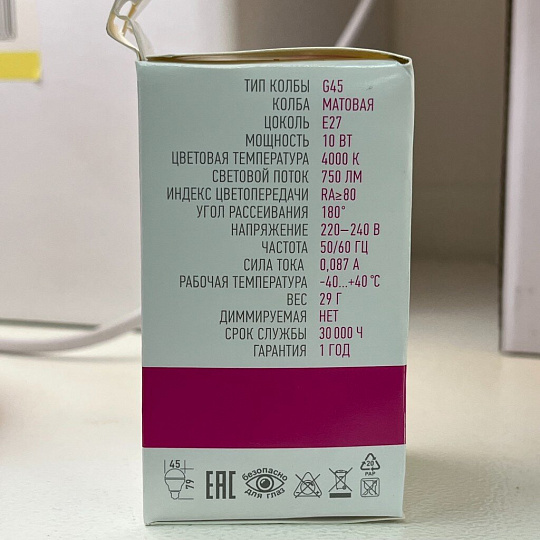 ТИП КОЛБЫ G45
КОЛБА МАТОВАЯ
ЦОКОЛЬ E27
МОЩНОСТЬ 10 ВТ
ЦВЕТОВАЯ ТЕМПЕРАТУРА 4000 К
СВЕТОВОЙ ПОТОК 750 ЛМ
ИНДЕКС ЦВЕТОПЕРЕДАЧИ RA≥80
УГОЛ РАССЕИВАНИЯ 180°
НАПРЯЖЕНИЕ 220–240 В
ЧАСТОТА 50/60 ГЦ
СИЛА ТОКА 0,087 А
РАБОЧАЯ ТЕМПЕРАТУРА -40...+40 °C
ВЕС 29 Г
ДИММИРУЕМАЯ НЕТ
СРОК СЛУЖБЫ 30 000 Ч
ГАРАНТИЯ 1 ГОД
45
79
EAC
безопасно
для глаз
20
PAP